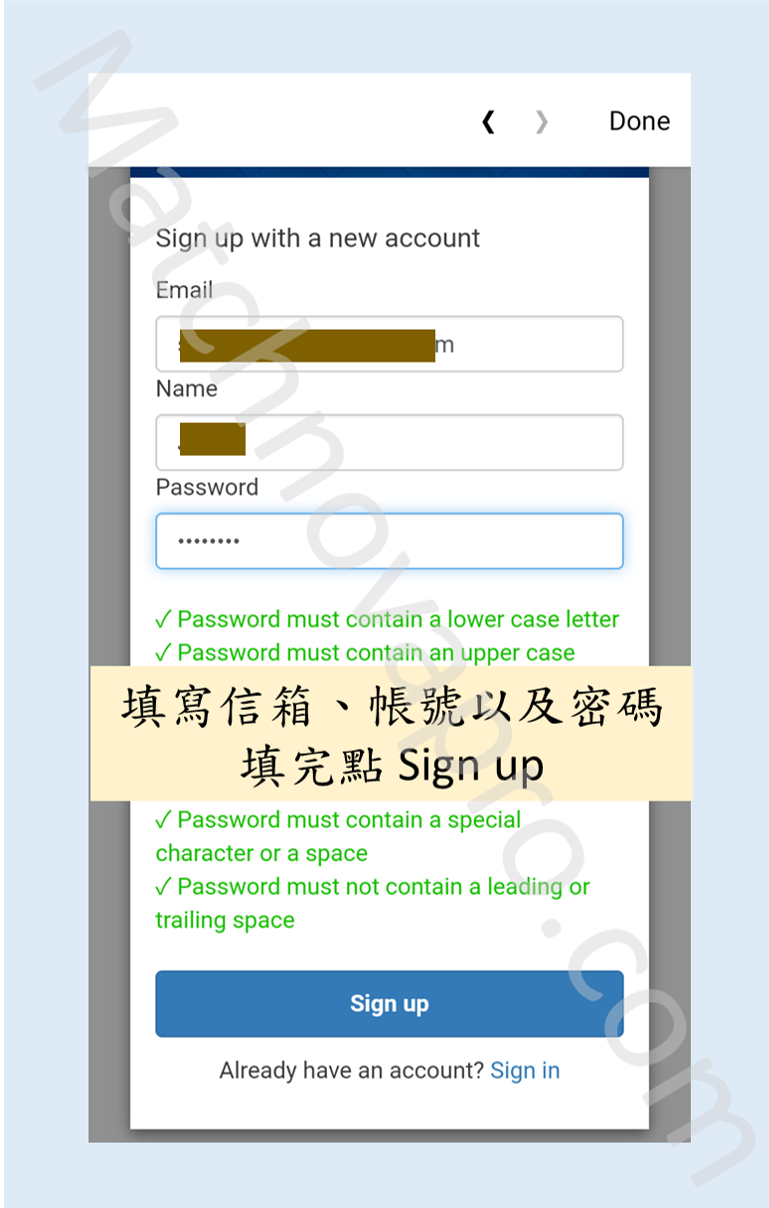 ❮ ❯ Done
Sign up with a new account
Email
m
Name
Password
••••••••
✓ Password must contain a lower case letter
✓ Password must contain an upper case
填寫信箱、帳號以及密碼
填完點 Sign up
✓ Password must contain a special
character or a space
✓ Password must not contain a leading or
trailing space
Sign up
Already have an account? Sign in
Matchnovapro.com